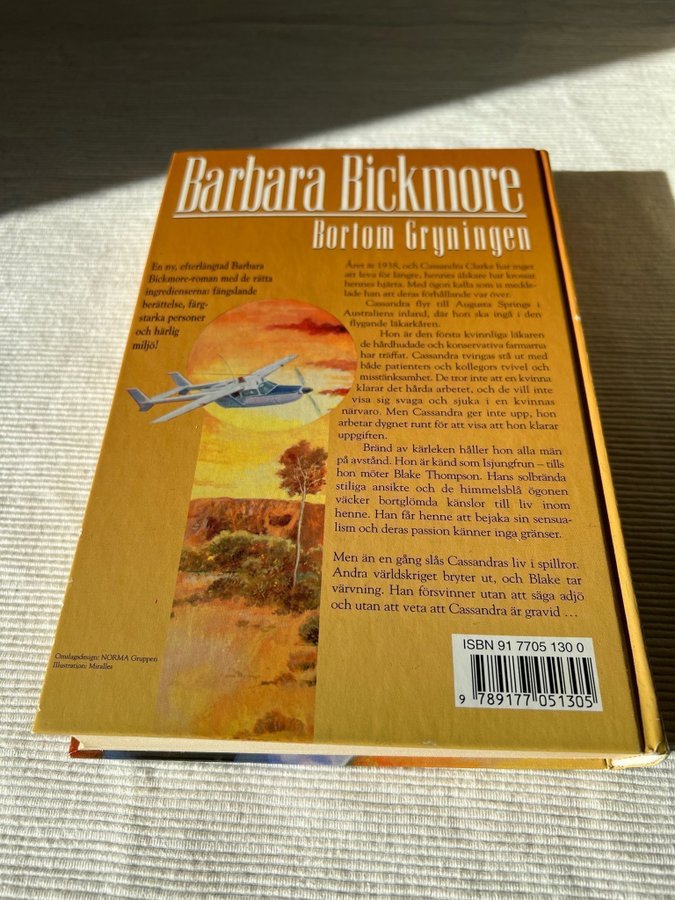 Barbara Bickmore
Bortom Gryningen
En ny, efterlängtad Barbara
Bickmore-roman med de rätta
ingredienserna: fängslande
berättelse, färg-
starka personer
och härlig
miljö!
Året är 1938, och Cassandra Clarke har inget
att leva för längre, hennes älskare har krossat
hennes hjärta. Med ögon kalla som is medde-
lade han att deras förhållande var över.
Cassandra flyr till Augusta Springs i
Australiens inland, där hon ska ingå i den
flygande läkarkåren.
Hon är den första kvinnliga läkaren
de hårdhudade och konservativa farmarna
har träffat. Cassandra tvingas stå ut med
både patienters och kollegors tvivel och
misstänksamhet. De tror inte att en kvinna
klarar det hårda arbetet, och de vill inte
visa sig svaga och sjuka i en kvinnas
närvaro. Men Cassandra ger inte upp, hon
arbetar dygnet runt för att visa att hon klarar
uppgiften.
Bränd av kärleken håller hon alla män
på avstånd. Hon är känd som Isjungfrun – tills
hon möter Blake Thompson. Hans solbrända
stiliga ansikte och de himmelsblå ögonen
väcker bortglömda känslor till liv inom
henne. Han får henne att bejaka sin sensua-
lism och deras passion känner inga gränser.
Men än en gång slås Cassandras liv i spillror.
Andra världskriget bryter ut, och Blake tar
värvning. Han försvinner utan att säga adjö
och utan att veta att Cassandra är gravid ...
Omslagsdesign: NORMA Gruppen
Illustration: Miralles
ISBN 91 7705 130 0
9 789177 051305